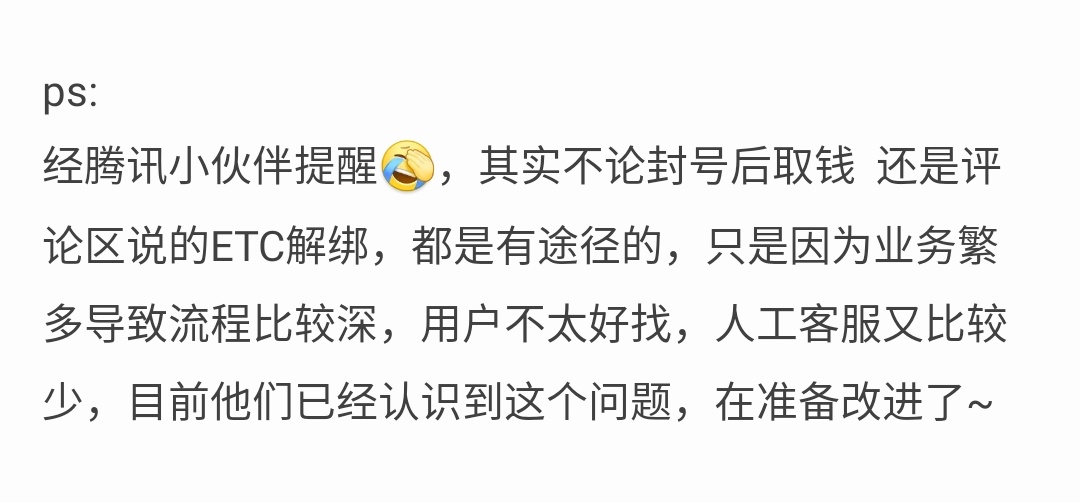 ps:
经腾讯小伙伴提醒🤣，其实不论封号后取钱 还是评
论区说的ETC解绑，都是有途径的，只是因为业务繁
多导致流程比较深，用户不太好找，人工客服又比较
少，目前他们已经认识到这个问题，在准备改进了~